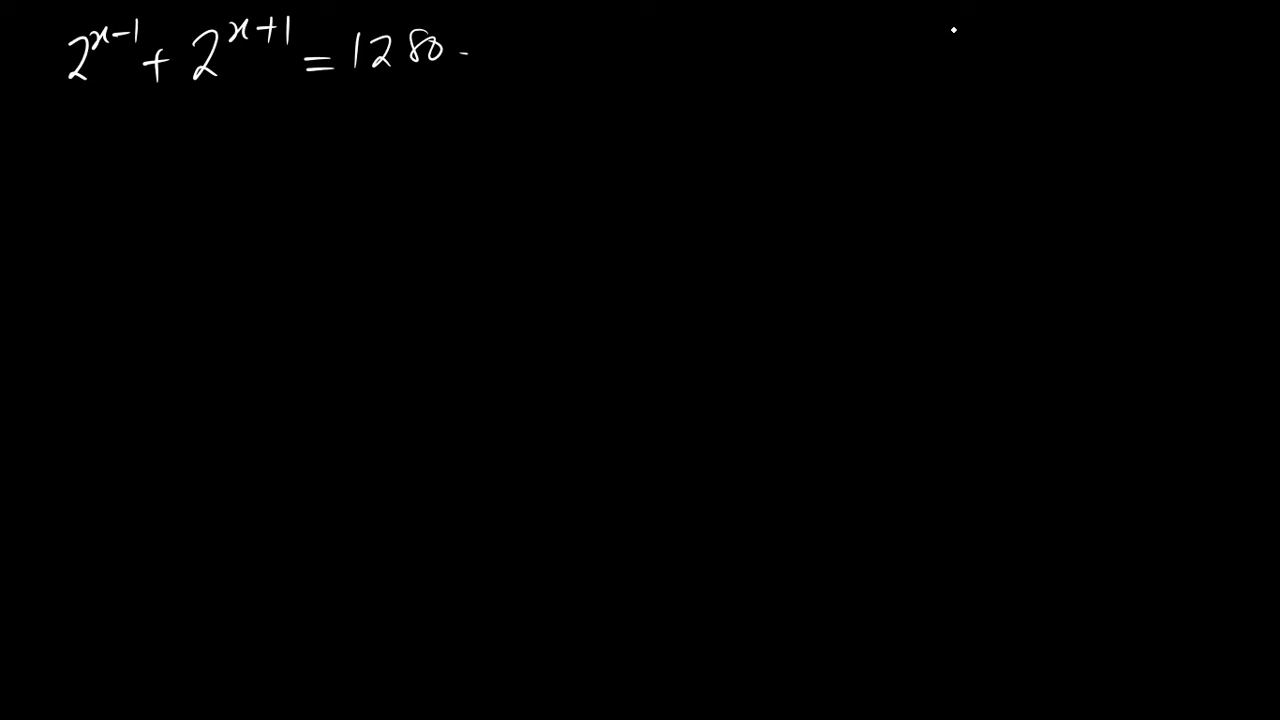 2^{x-1} + 2^{x+1} = 1280.